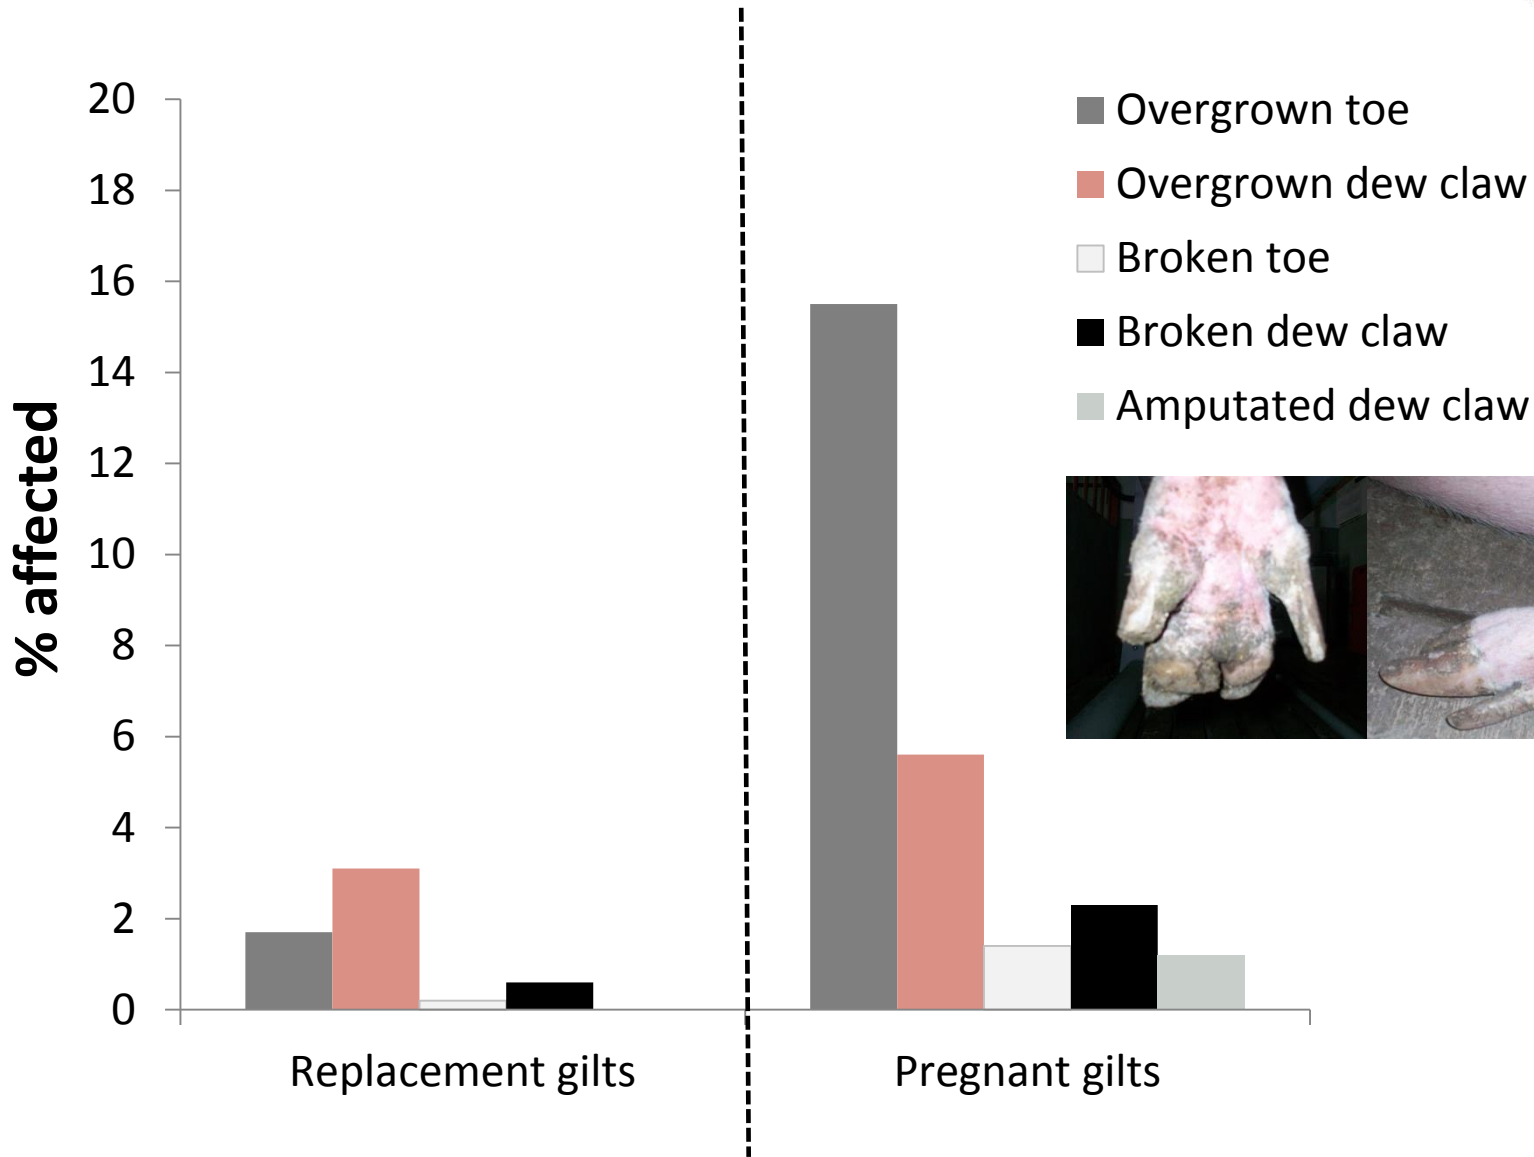 20
18
16
14
12
10
8
6
4
2
0
% affected
Replacement gilts
Pregnant gilts
Overgrown toe
Overgrown dew claw
Broken toe
Broken dew claw
Amputated dew claw